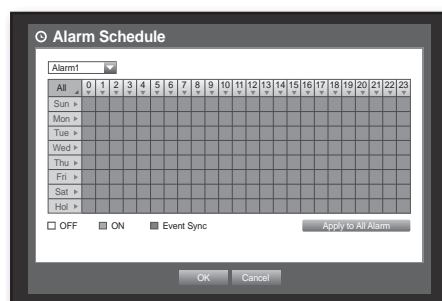 Alarm Schedule
Alarm1
All 0 1 2 3 4 5 6 7 8 9 10 11 12 13 14 15 16 17 18 19 20 21 22 23
Sun
Mon
Tue
Wed
Thu
Fri
Sat
Hol
OFF ON Event Sync Apply to All Alarm
OK Cancel